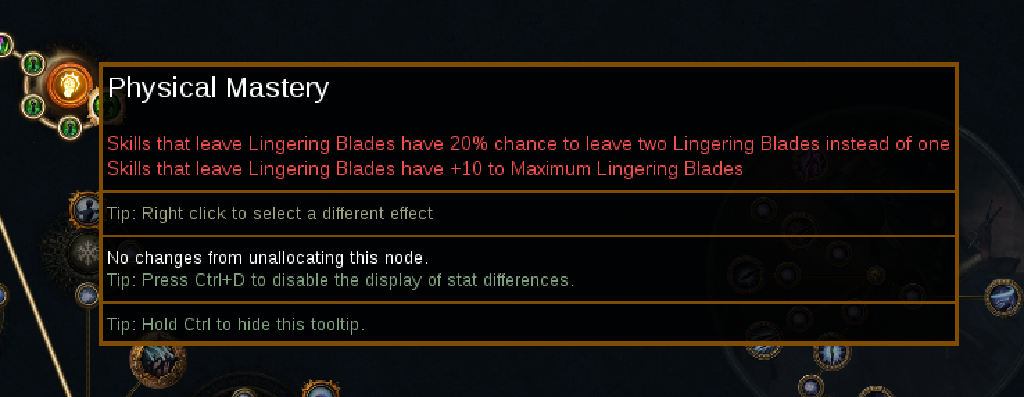 Physical Mastery
Skills that leave Lingering Blades have 20% chance to leave two Lingering Blades instead of one
Skills that leave Lingering Blades have +10 to Maximum Lingering Blades
Tip: Right click to select a different effect
No changes from unallocating this node.
Tip: Press Ctrl+D to disable the display of stat differences.
Tip: Hold Ctrl to hide this tooltip.